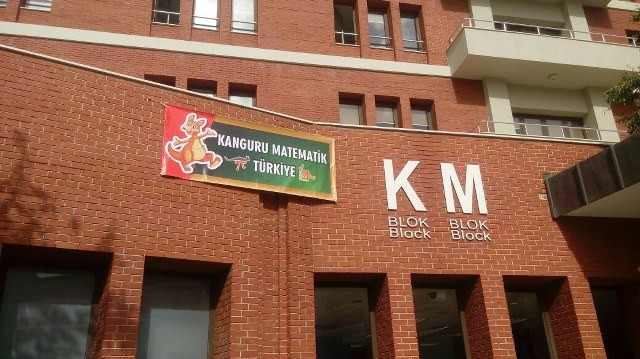 KANGURU MATEMATİK
TÜRKİYE
K M
BLOK BLOK
Block Block